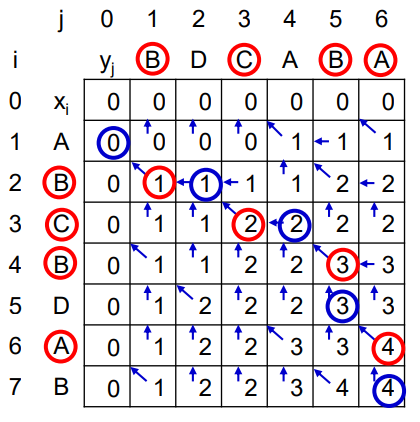 j 0 1 2 3 4 5 6
i yj B D C A B A
0 xi 0 0 0 0 0 0 0
1 A 0 0 0 0 1 1 1
2 B 0 1 1 1 1 2 2
3 C 0 1 1 2 2 2 2
4 B 0 1 1 2 2 3 3
5 D 0 1 2 2 2 3 3
6 A 0 1 2 2 3 3 4
7 B 0 1 2 2 3 4 4